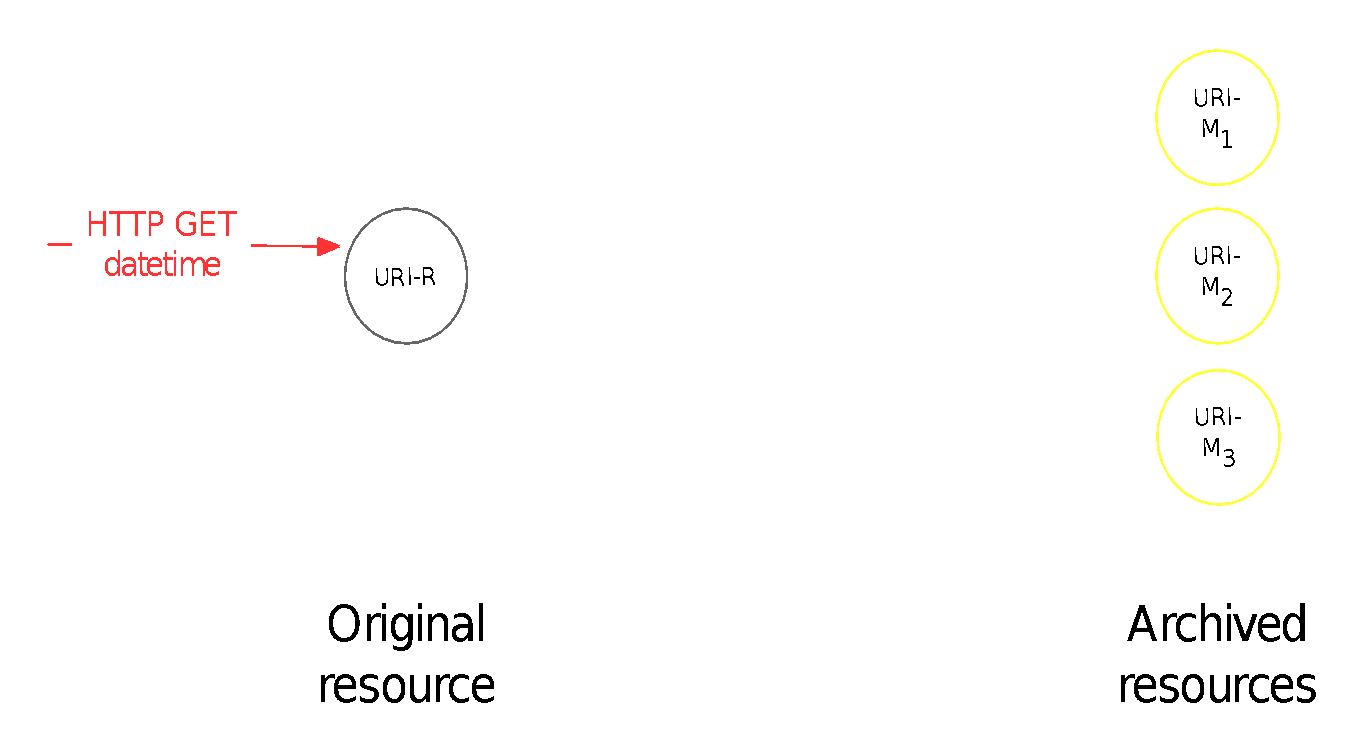 HTTP GET
datetime
URI-R
URI-
M1
URI-
M2
URI-
M3
Original
resource
Archived
resources